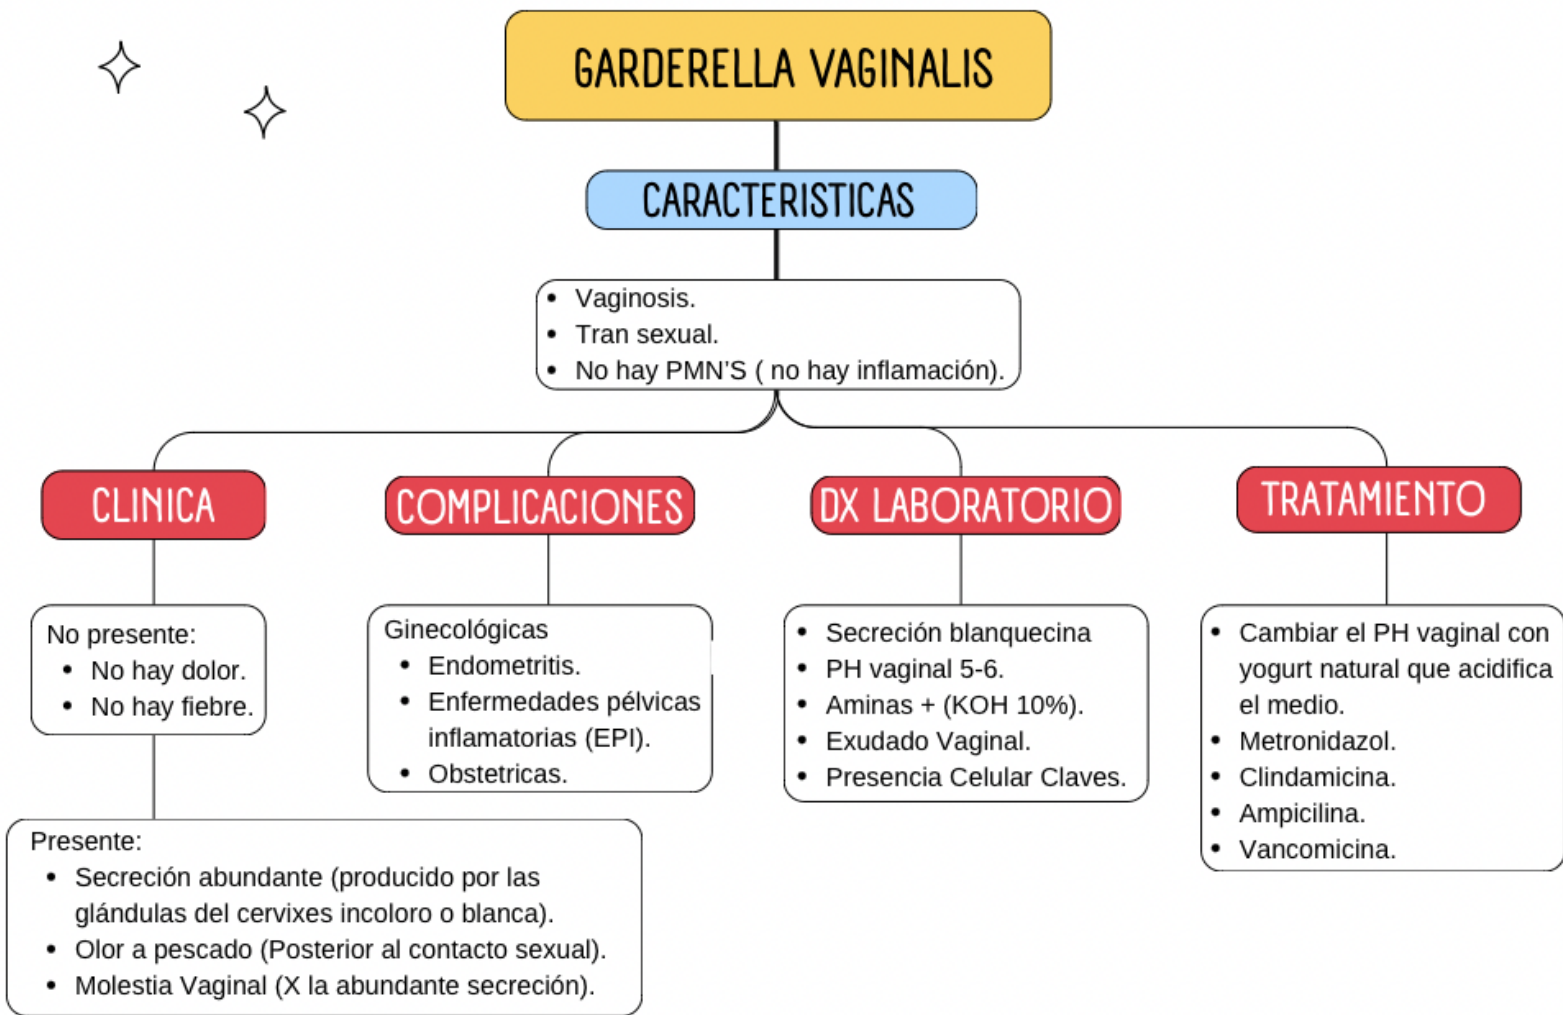 GARDERELLA VAGINALIS
CARACTERISTICAS
• Vaginosis.
• Tran sexual.
• No hay PMN'S ( no hay inflamación).
CLINICA
No presente:
• No hay dolor.
• No hay fiebre.
Presente:
• Secreción abundante (producido por las
glándulas del cervixes incoloro o blanca).
• Olor a pescado (Posterior al contacto sexual).
• Molestia Vaginal (X la abundante secreción).
COMPLICACIONES
Ginecológicas
• Endometritis.
• Enfermedades pélvicas
inflamatorias (EPI).
• Obstetricas.
DX LABORATORIO
• Secreción blanquecina
• PH vaginal 5-6.
• Aminas + (KOH 10%).
• Exudado Vaginal.
• Presencia Celular Claves.
TRATAMIENTO
• Cambiar el PH vaginal con
yogurt natural que acidifica
el medio.
• Metronidazol.
• Clindamicina.
• Ampicilina.
• Vancomicina.